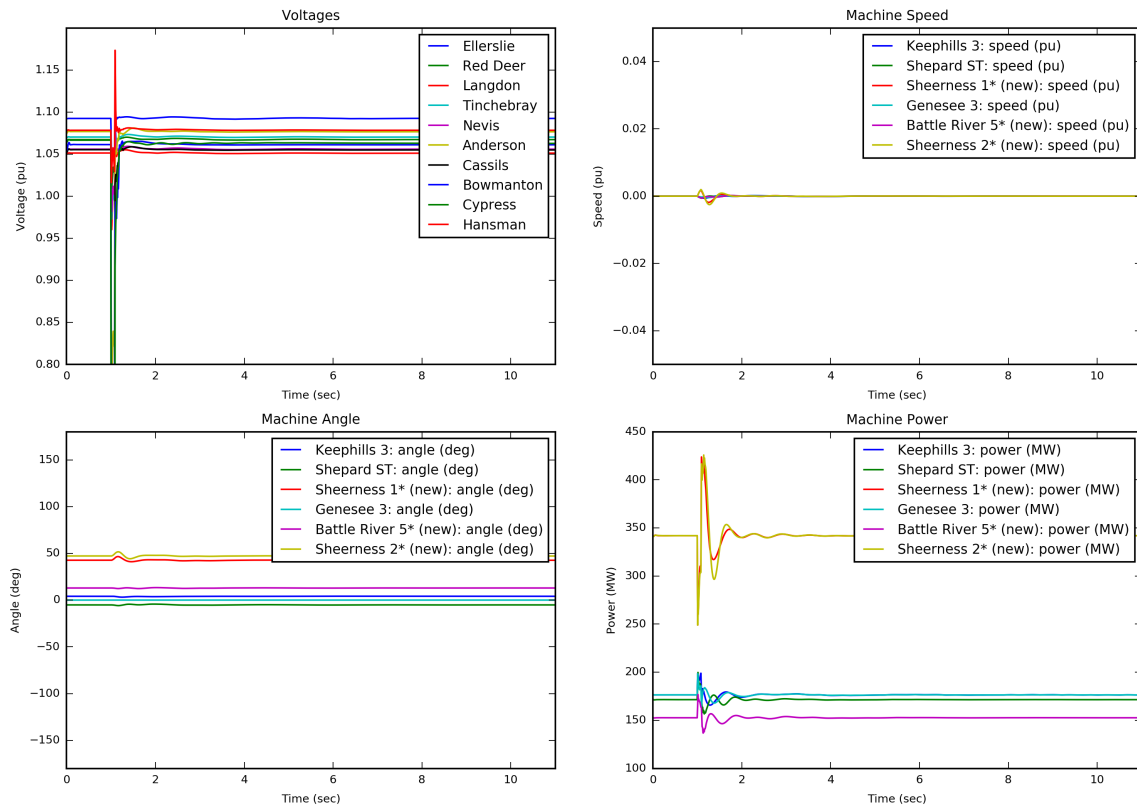 Voltages
1.15
1.10
1.05
1.00
0.95
0.90
0.85
0.80
Voltage (pu)
0 2 4 6 8 10
Time (sec)
Ellerslie
Red Deer
Langdon
Tinchebray
Nevis
Anderson
Cassils
Bowmanton
Cypress
Hansman
Machine Speed
0.04
0.02
0.00
−0.02
−0.04
Speed (pu)
0 2 4 6 8 10
Time (sec)
Keephills 3: speed (pu)
Shepard ST: speed (pu)
Sheerness 1* (new): speed (pu)
Genesee 3: speed (pu)
Battle River 5* (new): speed (pu)
Sheerness 2* (new): speed (pu)
Machine Angle
150
100
50
0
−50
−100
−150
Angle (deg)
0 2 4 6 8 10
Time (sec)
Keephills 3: angle (deg)
Shepard ST: angle (deg)
Sheerness 1* (new): angle (deg)
Genesee 3: angle (deg)
Battle River 5* (new): angle (deg)
Sheerness 2* (new): angle (deg)
Machine Power
450
400
350
300
250
200
150
100
Power (MW)
0 2 4 6 8 10
Time (sec)
Keephills 3: power (MW)
Shepard ST: power (MW)
Sheerness 1* (new): power (MW)
Genesee 3: power (MW)
Battle River 5* (new): power (MW)
Sheerness 2* (new): power (MW)